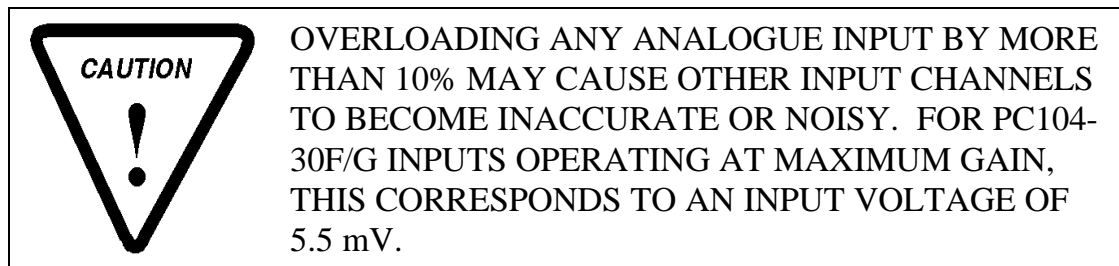 CAUTION
!
OVERLOADING ANY ANALOGUE INPUT BY MORE
THAN 10% MAY CAUSE OTHER INPUT CHANNELS
TO BECOME INACCURATE OR NOISY. FOR PC104-
30F/G INPUTS OPERATING AT MAXIMUM GAIN,
THIS CORRESPONDS TO AN INPUT VOLTAGE OF
5.5 mV.